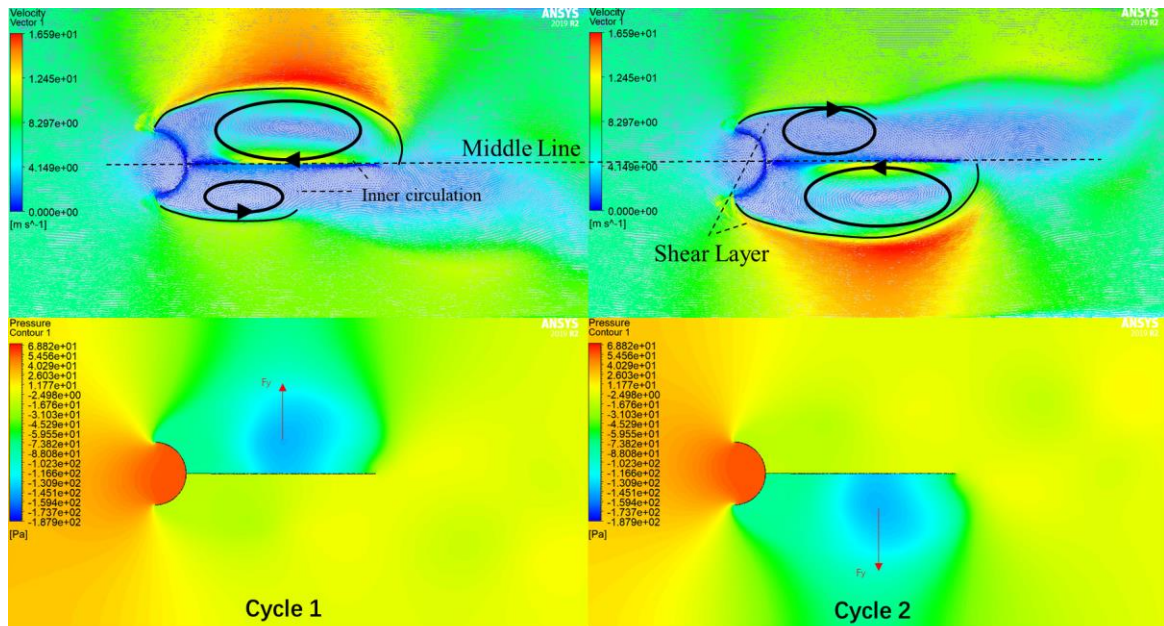 Velocity
Vector 1
1.659e+01
1.245e+01
8.297e+00
4.149e+00
0.000e+00
[m s^-1]
ANSYS
2019 R2
Middle Line
Inner circulation
Velocity
Vector 1
1.659e+01
1.245e+01
8.297e+00
4.149e+00
0.000e+00
[m s^-1]
ANSYS
2019 R2
Shear Layer
Pressure
Contour 1
6.882e+01
5.456e+01
4.029e+01
2.603e+01
1.177e+01
-2.498e+00
-1.676e+01
-3.103e+01
-4.529e+01
-5.955e+01
-7.382e+01
-8.808e+01
-1.023e+02
-1.166e+02
-1.309e+02
-1.451e+02
-1.594e+02
-1.737e+02
-1.879e+02
[Pa]
ANSYS
2019 R2
Fy
Cycle 1
Pressure
Contour 1
6.882e+01
5.456e+01
4.029e+01
2.603e+01
1.177e+01
-2.498e+00
-1.676e+01
-3.103e+01
-4.529e+01
-5.955e+01
-7.382e+01
-8.808e+01
-1.023e+02
-1.166e+02
-1.309e+02
-1.451e+02
-1.594e+02
-1.737e+02
-1.879e+02
[Pa]
ANSYS
2019 R2
Fy
Cycle 2